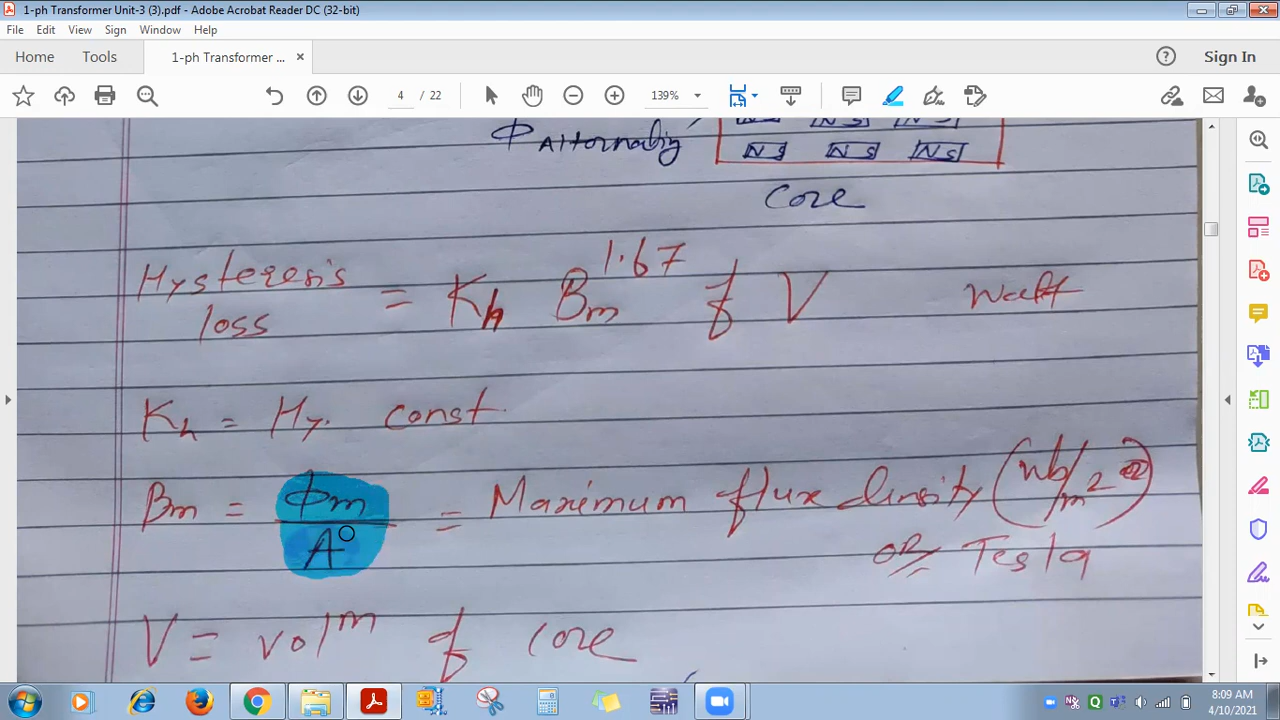 1-ph Transformer Unit-3 (3).pdf - Adobe Acrobat Reader DC (32-bit)
File Edit View Sign Window Help
Home Tools 1-ph Transformer ... × Sign In
4 / 22 139%
Φ Alternating N S N S N S
Core
Hysteresis loss = Kh Bm^1.67 f V Watt
Kh = Hy. const.
Bm = Φm / A = Maximum flux density (wb/m2)
OR Tesla
V = volm of core
8:09 AM
4/10/2021